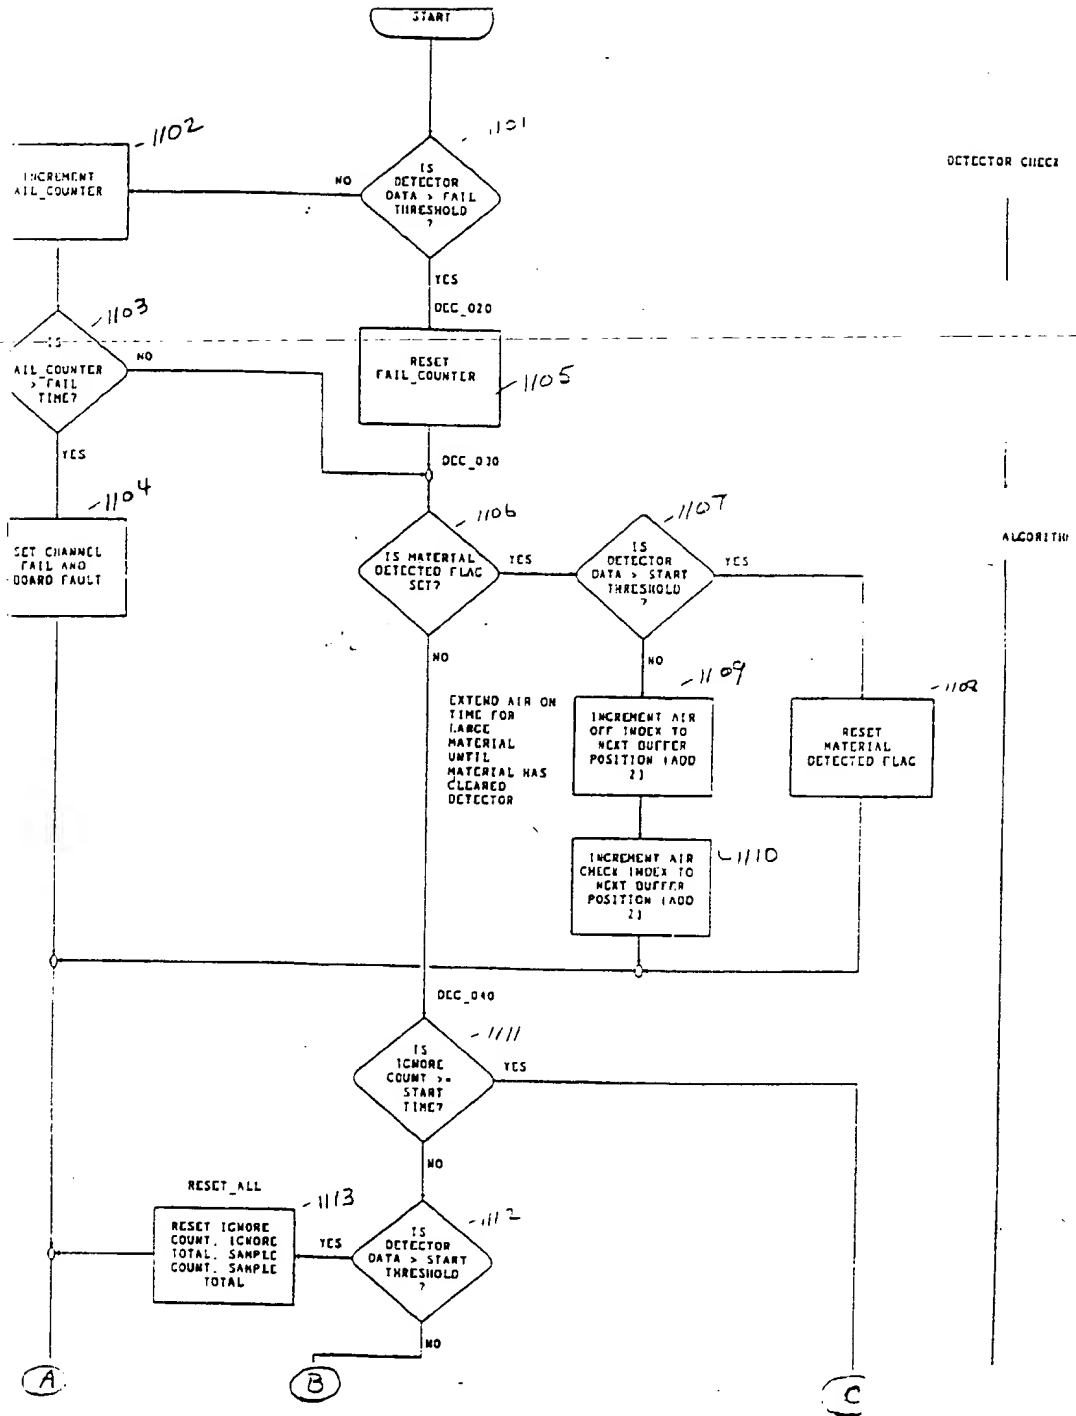 START
1102
1101
INCREMENT
AIL_COUNTER
NO
IS
DETECTOR
DATA > FAIL
THRESHOLD
?
DETECTOR CHECK
YES
DEC_020
1103
IS
AIL_COUNTER
> FAIL
TIME?
NO
RESET
FAIL_COUNTER
1105
YES
DEC_030
1104
SET CHANNEL
FAIL AND
BOARD FAULT
1106
IS MATERIAL
DETECTED FLAG
SET?
YES
1107
IS
DETECTOR
DATA > START
THRESHOLD
?
YES
ALGORITH
NO
NO
EXTEND AIR ON
TIME FOR
LARGE
MATERIAL
UNTIL
MATERIAL HAS
CLEARED
DETECTOR
1109
INCREMENT AIR
OFF INDEX TO
NEXT BUFFER
POSITION (ADD
2)
1108
RESET
MATERIAL
DETECTED FLAG
1110
INCREMENT AIR
CHECK INDEX TO
NEXT BUFFER
POSITION (ADD
2)
DEC_040
1111
IS
IGNORE
COUNT >=
START
TIME?
YES
NO
RESET_ALL
1113
RESET IGNORE
COUNT, IGNORE
TOTAL, SAMPLE
COUNT, SAMPLE
TOTAL
YES
1112
IS
DETECTOR
DATA > START
THRESHOLD
?
NO
A
B
C